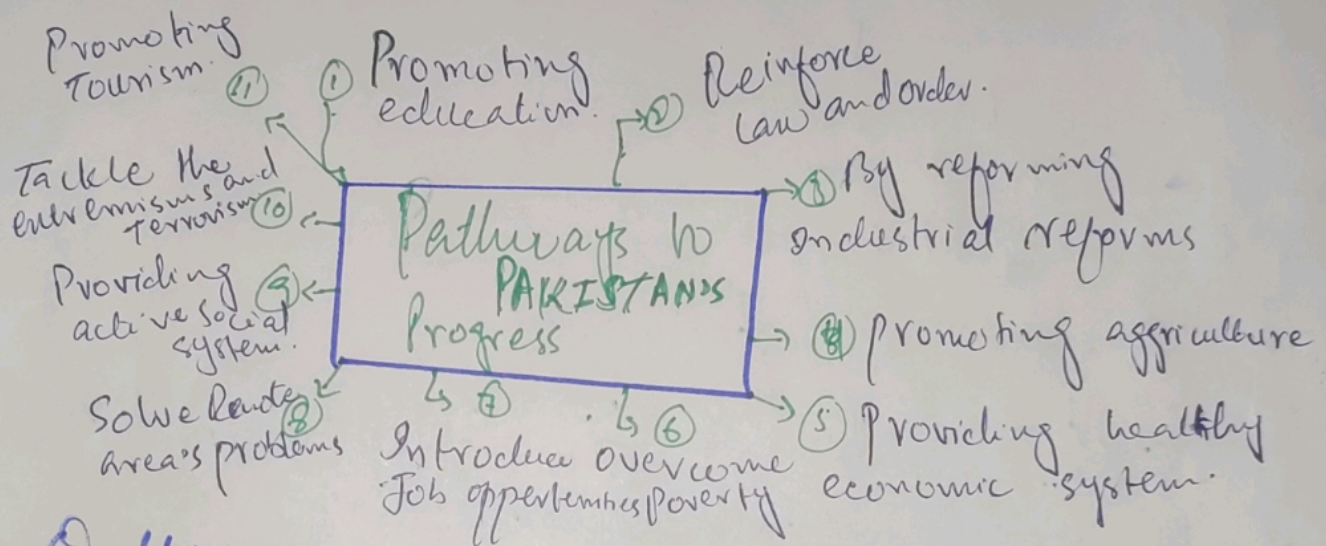 Pathways to
PAKISTAN'S
Progress
① Promoting
education.
② Reinforce
law and order.
③ By reforming
industrial reforms
④ promoting aggriculture
⑤ Providing healthy
economic system.
⑥ overcome
poverty
⑦ Introduce
Job oppertunities
⑧ Solve Remote
area's problems
⑨ Providing
active social
system.
⑩ Tackle the
extremisms and
Terrorism
⑪ Promoting
Tourism.